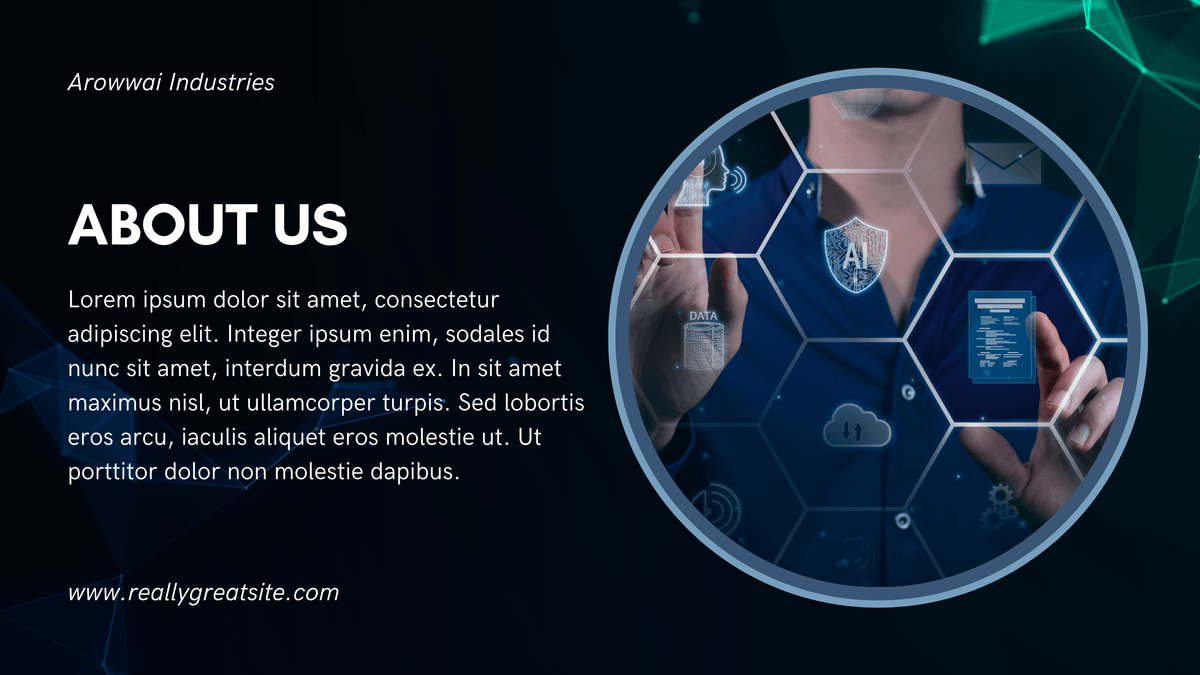 Arowwai Industries
ABOUT US
Lorem ipsum dolor sit amet, consectetur
adipiscing elit. Integer ipsum enim, sodales id
nunc sit amet, interdum gravida ex. In sit amet
maximus nisl, ut ullamcorper turpis. Sed lobortis
eros arcu, iaculis aliquet eros molestie ut. Ut
porttitor dolor non molestie dapibus.
www.reallygreatsite.com
AI
DATA